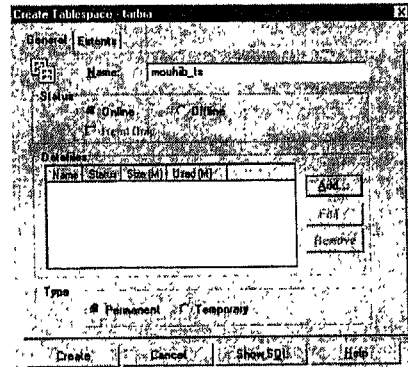 Create Tablespace - tarbia
General Extents
Name: mouhib_ts
Status
Online Offline
Read Only
Datafiles:
Name Status Size (M) Used (M)
Add...
Edit
Remove
Type
Permanent Temporary
Create Cancel Show SQL Help